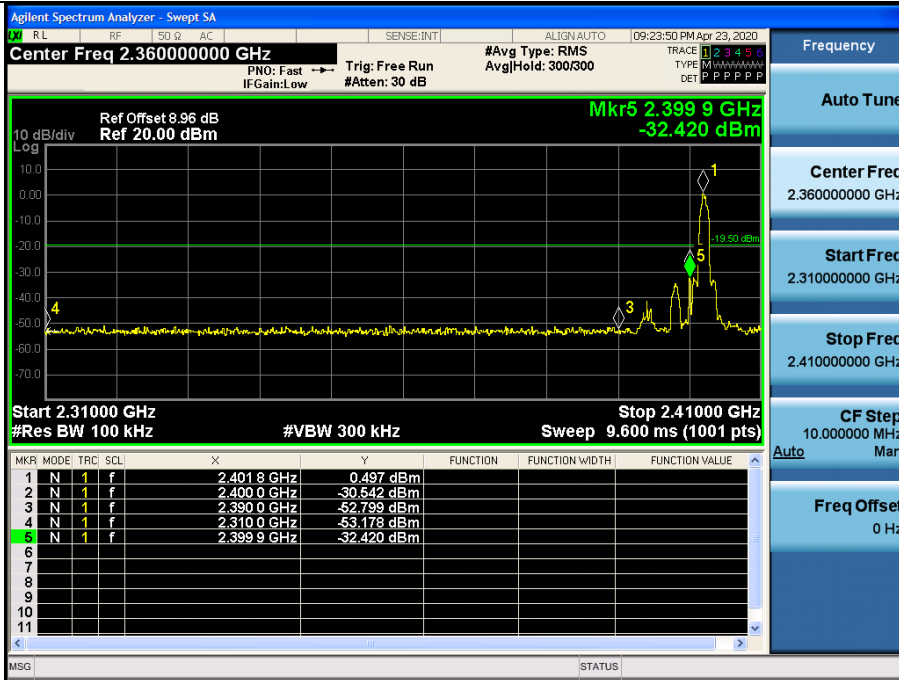 Agilent Spectrum Analyzer - Swept SA
LXI RL RF 50 Ω AC SENSE:INT ALIGN AUTO 09:23:50 PM Apr 23, 2020
Center Freq 2.360000000 GHz
PNO: Fast
IFGain:Low
Trig: Free Run
#Atten: 30 dB
#Avg Type: RMS
Avg|Hold: 300/300
TRACE 1 2 3 4 5 6
TYPE M WWWWW
DET P P P P P P
Frequency
Auto Tune
Center Freq
2.360000000 GHz
Start Freq
2.310000000 GHz
Stop Freq
2.410000000 GHz
CF Step
10.000000 MHz
Auto Man
Freq Offset
0 Hz
Mkr5 2.399 9 GHz
-32.420 dBm
Ref Offset 8.96 dB
10 dB/div Ref 20.00 dBm
Log
10.0
0.00
-10.0
-20.0
-30.0
-40.0
-50.0
-60.0
-70.0
1
-19.50 dBm
5
4
3
Start 2.31000 GHz Stop 2.41000 GHz
#Res BW 100 kHz #VBW 300 kHz Sweep 9.600 ms (1001 pts)
MKR MODE TRC SCL X Y FUNCTION FUNCTION WIDTH FUNCTION VALUE
1 N 1 f 2.401 8 GHz 0.497 dBm
2 N 1 f 2.400 0 GHz -30.542 dBm
3 N 1 f 2.390 0 GHz -52.799 dBm
4 N 1 f 2.310 0 GHz -53.178 dBm
5 N 1 f 2.399 9 GHz -32.420 dBm
6
7
8
9
10
11
MSG STATUS